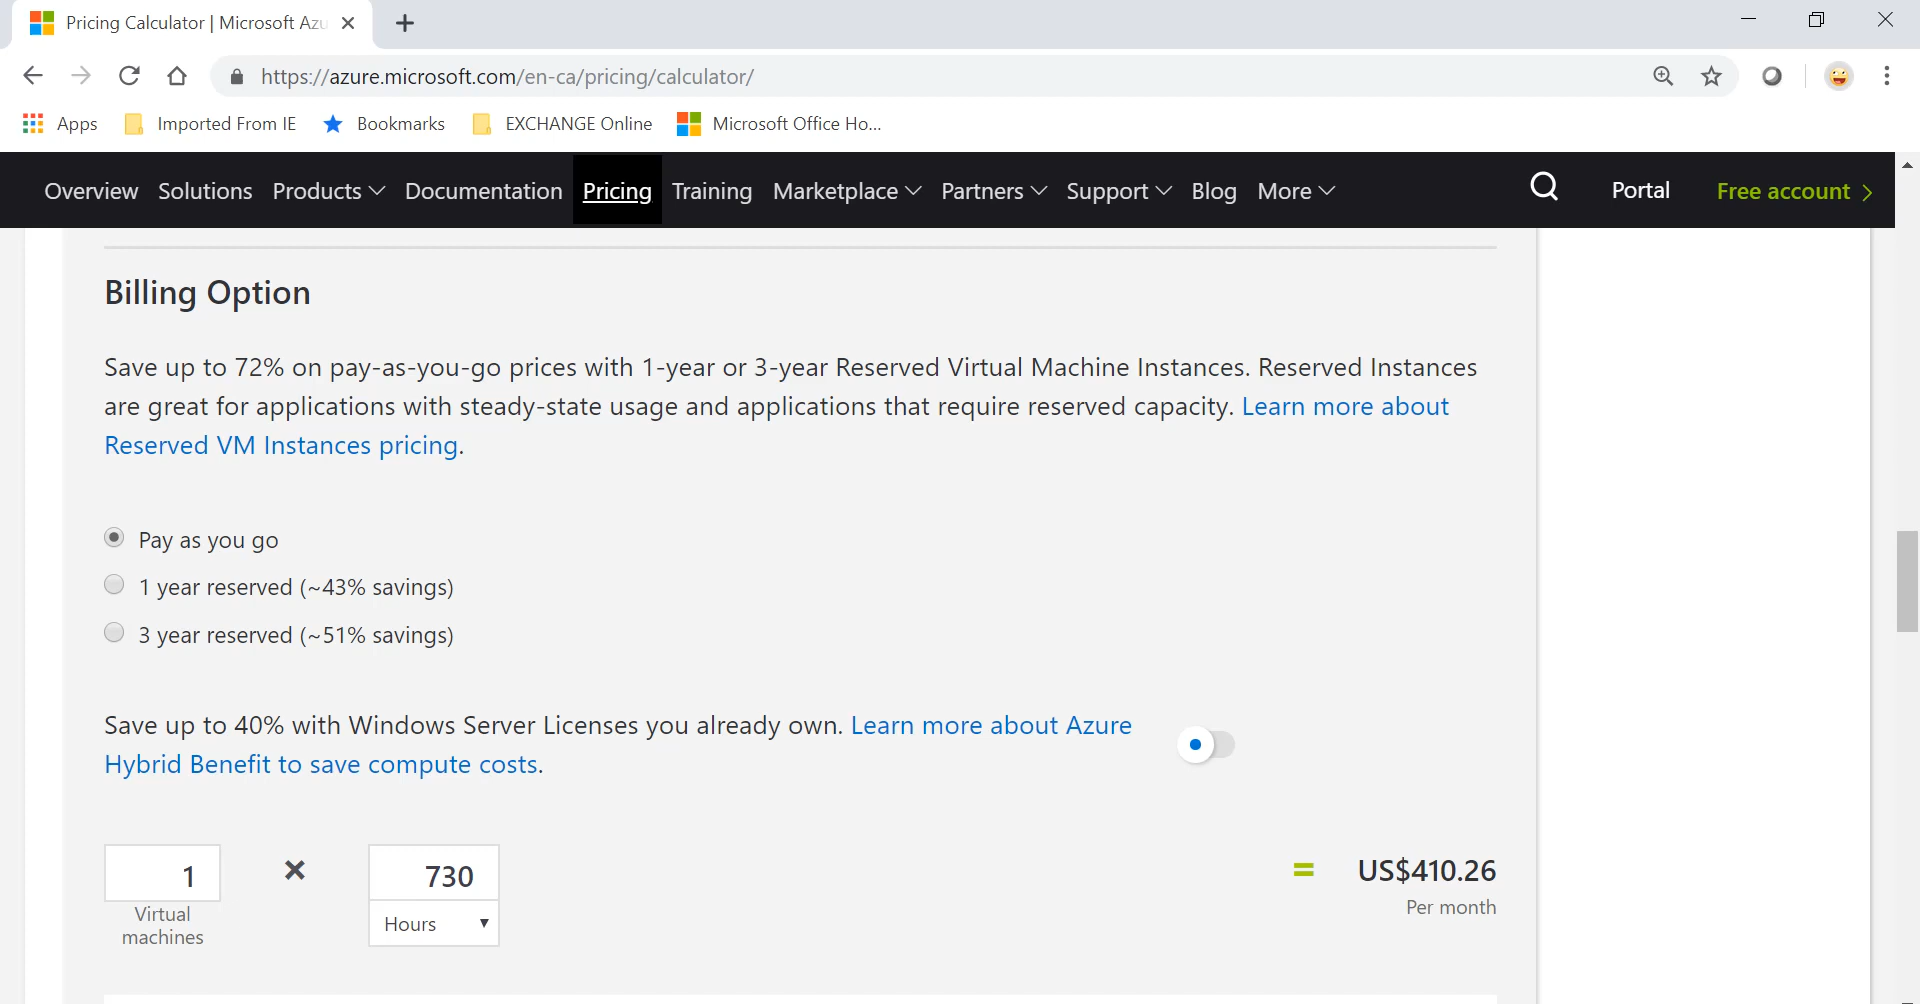 Pricing Calculator | Microsoft Azu
https://azure.microsoft.com/en-ca/pricing/calculator/
Apps Imported From IE Bookmarks EXCHANGE Online Microsoft Office Ho...
Overview Solutions Products Documentation Pricing Training Marketplace Partners Support Blog More Portal Free account
Billing Option
Save up to 72% on pay-as-you-go prices with 1-year or 3-year Reserved Virtual Machine Instances. Reserved Instances
are great for applications with steady-state usage and applications that require reserved capacity. Learn more about
Reserved VM Instances pricing.
Pay as you go
1 year reserved (~43% savings)
3 year reserved (~51% savings)
Save up to 40% with Windows Server Licenses you already own. Learn more about Azure
Hybrid Benefit to save compute costs.
1 × 730 = US$410.26
Virtual
machines
Hours
Per month